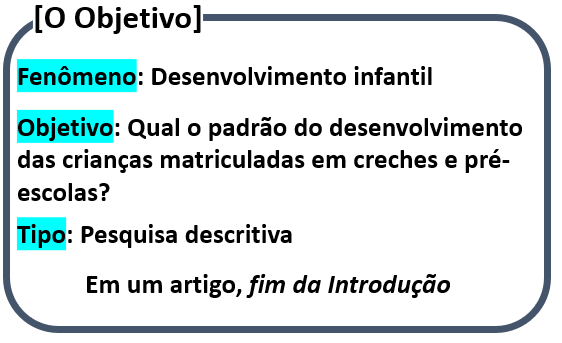 [O Objetivo]
Fenômeno: Desenvolvimento infantil
Objetivo: Qual o padrão do desenvolvimento
das crianças matriculadas em creches e pré-
escolas?
Tipo: Pesquisa descritiva
Em um artigo, fim da Introdução